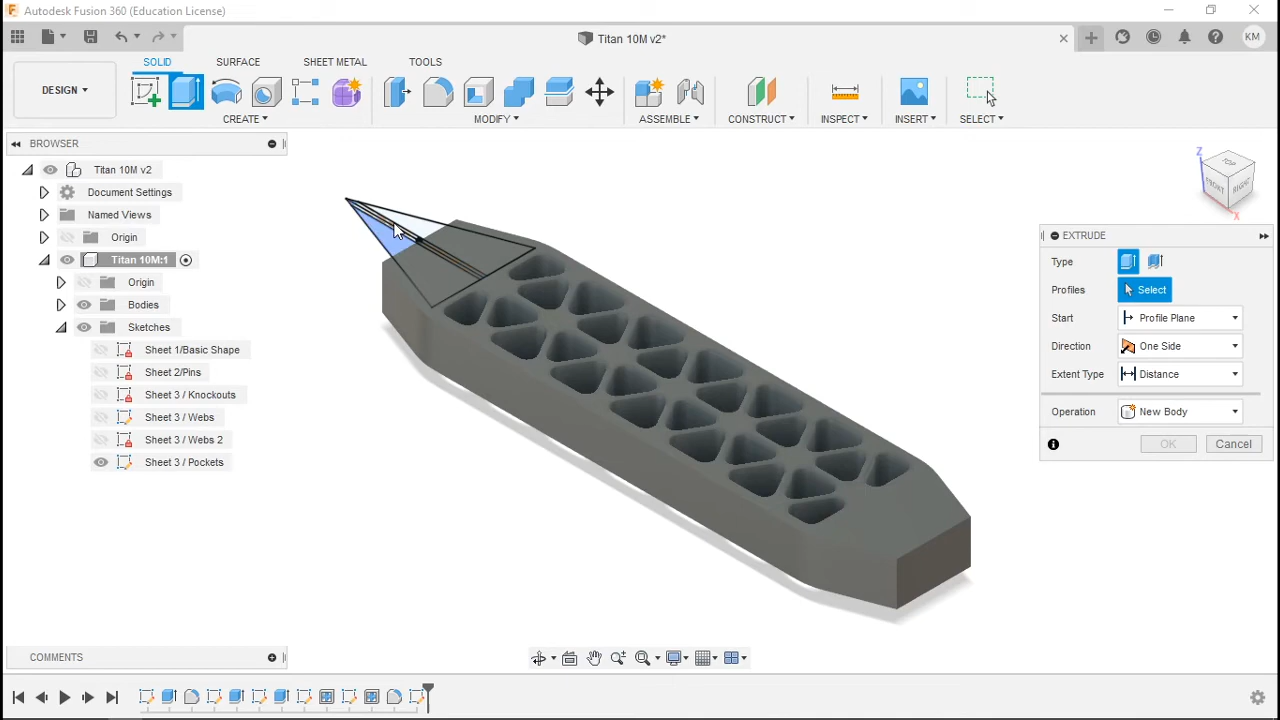 Autodesk Fusion 360 (Education License)
Titan 10M v2*
KM
DESIGN
SOLID
SURFACE
SHEET METAL
TOOLS
CREATE
MODIFY
ASSEMBLE
CONSTRUCT
INSPECT
INSERT
SELECT
BROWSER
Titan 10M v2
Document Settings
Named Views
Origin
Titan 10M:1
Origin
Bodies
Sketches
Sheet 1/Basic Shape
Sheet 2/Pins
Sheet 3 / Knockouts
Sheet 3 / Webs
Sheet 3 / Webs 2
Sheet 3 / Pockets
Z
TOP
FRONT
RIGHT
X
EXTRUDE
Type
Profiles
Select
Start
Profile Plane
Direction
One Side
Extent Type
Distance
Operation
New Body
OK
Cancel
COMMENTS